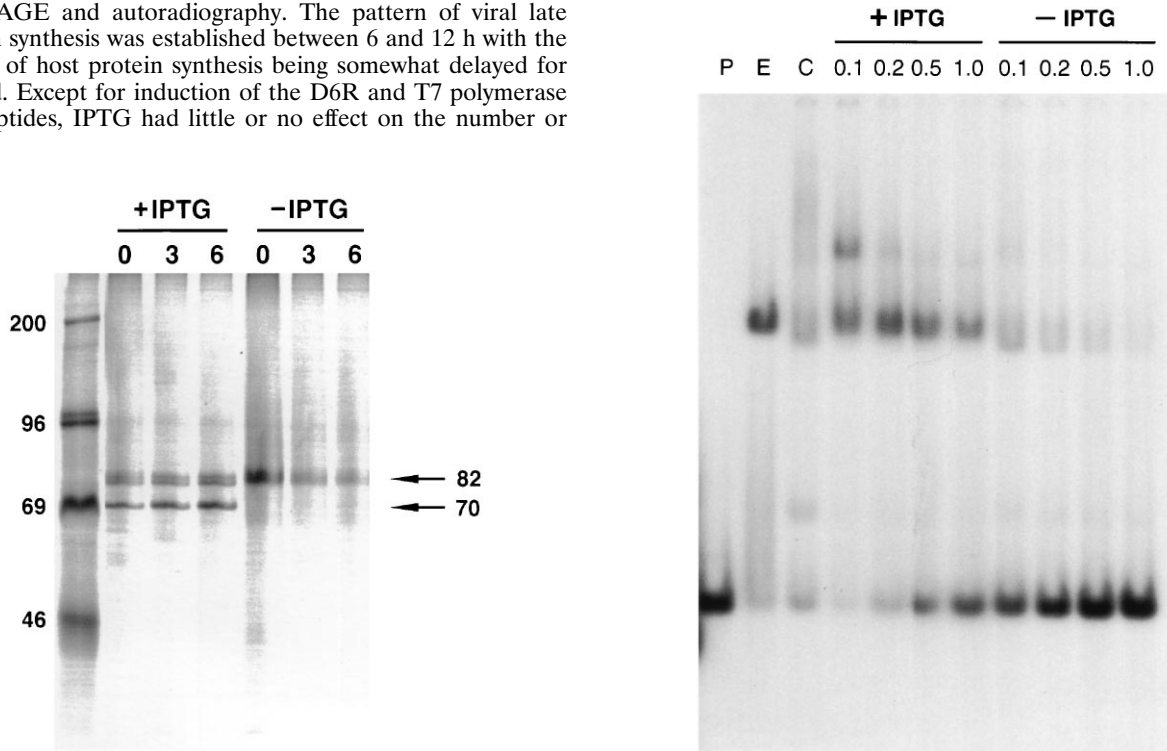 AGE and autoradiography. The pattern of viral late
synthesis was established between 6 and 12 h with the
of host protein synthesis being somewhat delayed for
Except for induction of the D6R and T7 polymerase
IPTG had little or no effect on the number or
+IPTG −IPTG
0 3 6 0 3 6
200
96
82
69
70
46
+ IPTG − IPTG
P E C 0.1 0.2 0.5 1.0 0.1 0.2 0.5 1.0